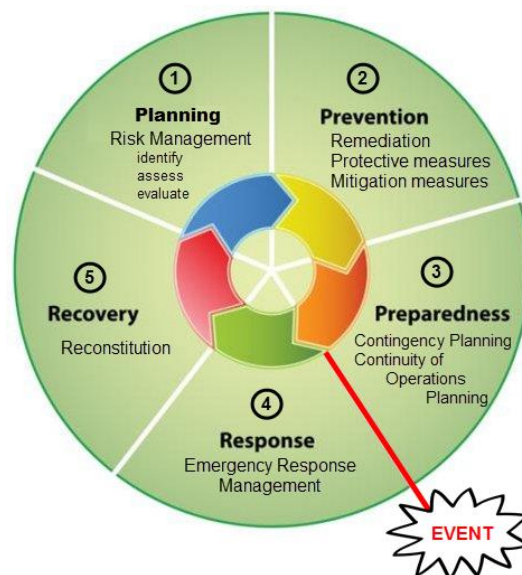 1
Planning
Risk Management
identify
assess
evaluate
2
Prevention
Remediation
Protective measures
Mitigation measures
3
Preparedness
Contingency Planning
Continuity of
Operations
Planning
4
Response
Emergency Response
Management
5
Recovery
Reconstitution
EVENT